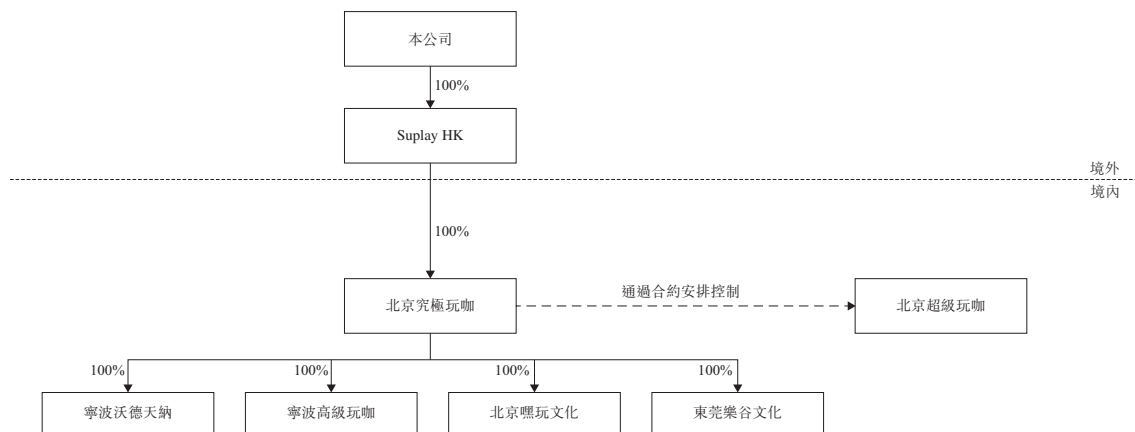 本公司
100%
Suplay HK
境外
境內
100%
北京究極玩咖
通過合約安排控制
北京超級玩咖
100%
100%
100%
100%
寧波沃德天納
寧波高級玩咖
北京嘿玩文化
東莞樂谷文化